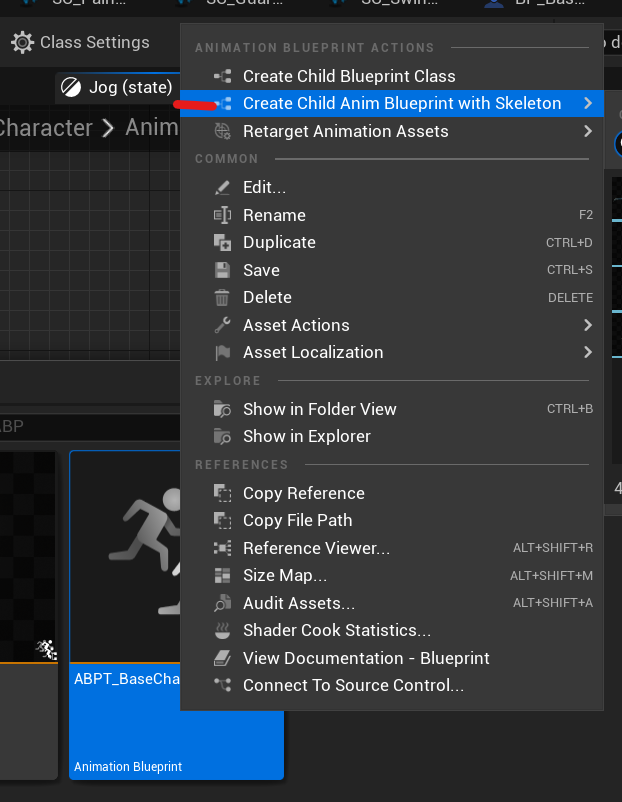 Class Settings
Jog (state)
Character > Anim
ABP
ANIMATION BLUEPRINT ACTIONS
Create Child Blueprint Class
Create Child Anim Blueprint with Skeleton
Retarget Animation Assets
COMMON
Edit...
Rename F2
Duplicate CTRL+D
Save CTRL+S
Delete DELETE
Asset Actions
Asset Localization
EXPLORE
Show in Folder View CTRL+B
Show in Explorer
REFERENCES
Copy Reference
Copy File Path
Reference Viewer... ALT+SHIFT+R
Size Map... ALT+SHIFT+M
Audit Assets... ALT+SHIFT+A
Shader Cook Statistics...
View Documentation - Blueprint
Connect To Source Control...
ABPT_BaseCha
Animation Blueprint